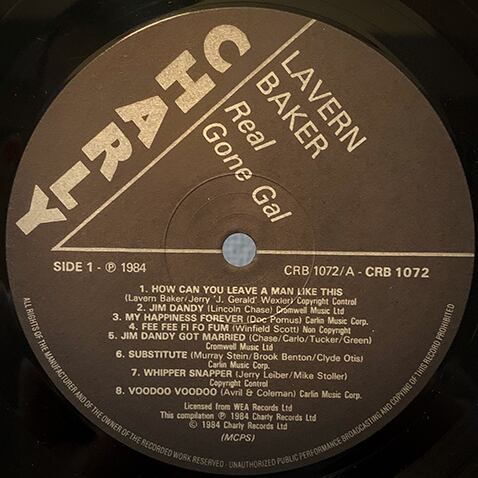 CHARLY
LAVERN
BAKER
Real
Gone Gal
SIDE 1 - ℗ 1984
CRB 1072/A - CRB 1072
1. HOW CAN YOU LEAVE A MAN LIKE THIS
(Lavern Baker/Jerry 'J. Gerald' Wexler) Copyright Control
2. JIM DANDY (Lincoln Chase) Cromwell Music Ltd
3. MY HAPPINESS FOREVER (Doc Pomus) Carlin Music Corp.
4. FEE FEE FI FO FUM (Winfield Scott) Non Copyright
5. JIM DANDY GOT MARRIED (Chase/Carlo/Tucker/Green)
Cromwell Music Ltd
6. SUBSTITUTE (Murray Stein/Brook Benton/Clyde Otis)
Carlin Music Corp.
7. WHIPPER SNAPPER (Jerry Leiber/Mike Stoller)
Copyright Control
8. VOODOO VOODOO (Avril & Coleman) Carlin Music Corp.
Licensed from WEA Records Ltd
This compilation ℗ 1984 Charly Records Ltd
© 1984 Charly Records Ltd
(MCPS)
ALL RIGHTS OF THE MANUFACTURER AND OF THE OWNER OF THE RECORDED WORK RESERVED · UNAUTHORIZED PUBLIC PERFORMANCE BROADCASTING AND COPYING OF THIS RECORD PROHIBITED